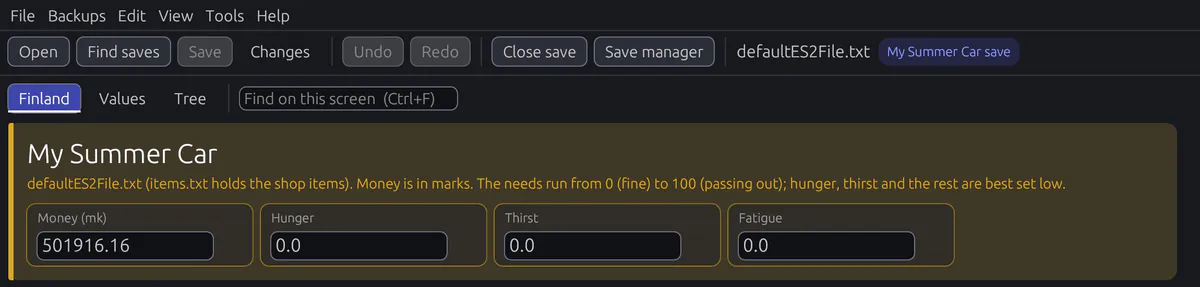 File Backups Edit View Tools Help
Open Find saves Save Changes Undo Redo Close save Save manager defaultES2File.txt My Summer Car save
Finland Values Tree Find on this screen (Ctrl+F)
My Summer Car
defaultES2File.txt (items.txt holds the shop items). Money is in marks. The needs run from 0 (fine) to 100 (passing out); hunger, thirst and the rest are best set low.
Money (mk) Hunger Thirst Fatigue
501916.16 0.0 0.0 0.0